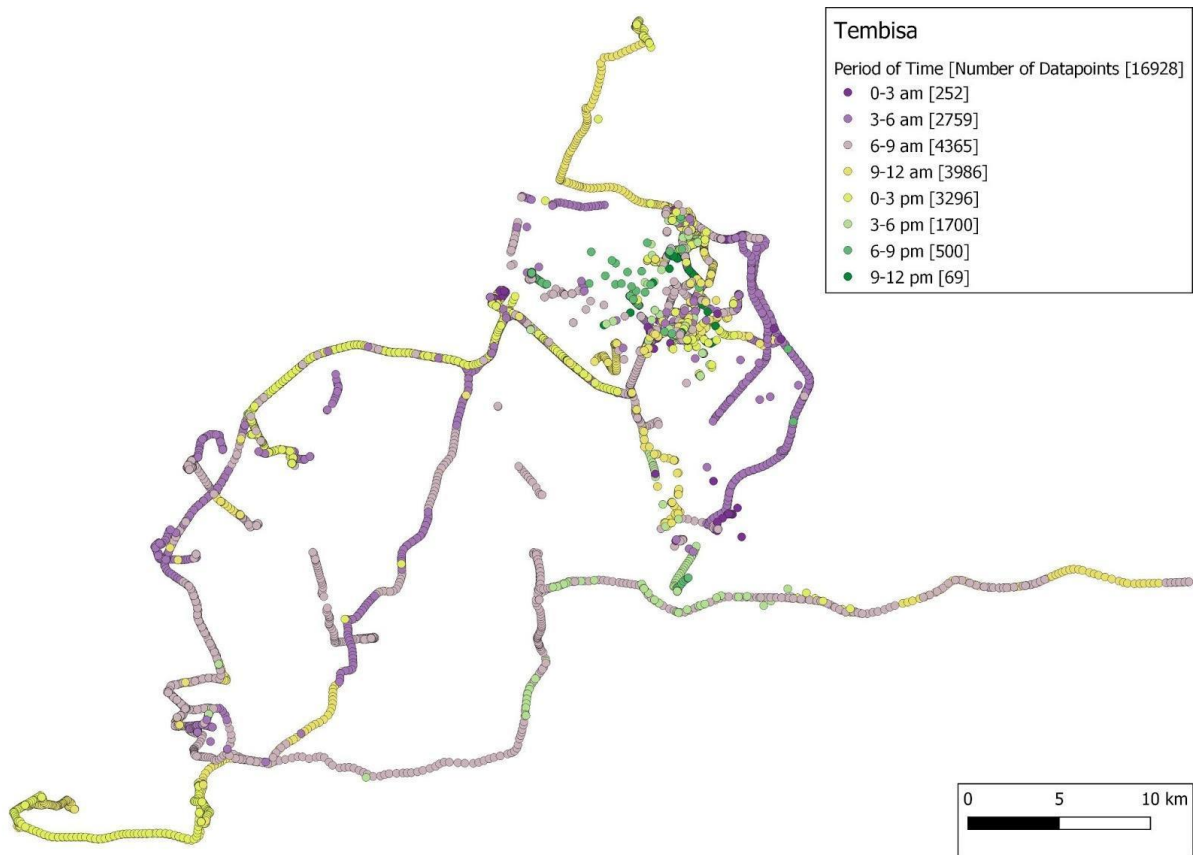 Tembisa
Period of Time [Number of Datapoints [16928]
0-3 am [252]
3-6 am [2759]
6-9 am [4365]
9-12 am [3986]
0-3 pm [3296]
3-6 pm [1700]
6-9 pm [500]
9-12 pm [69]
0 5 10 km